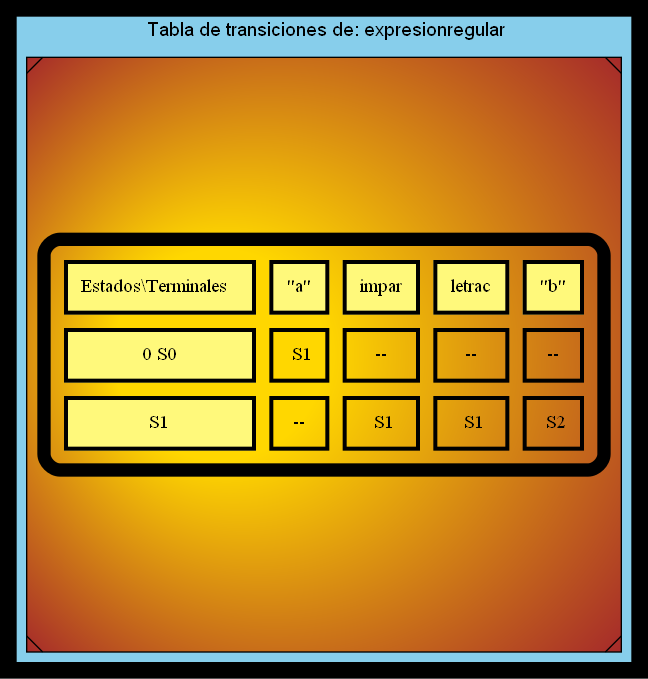 Tabla de transiciones de: expresionregular
Estados\Terminales "a" impar letrac "b"
0 S0 S1 -- -- --
S1 -- S1 S1 S2